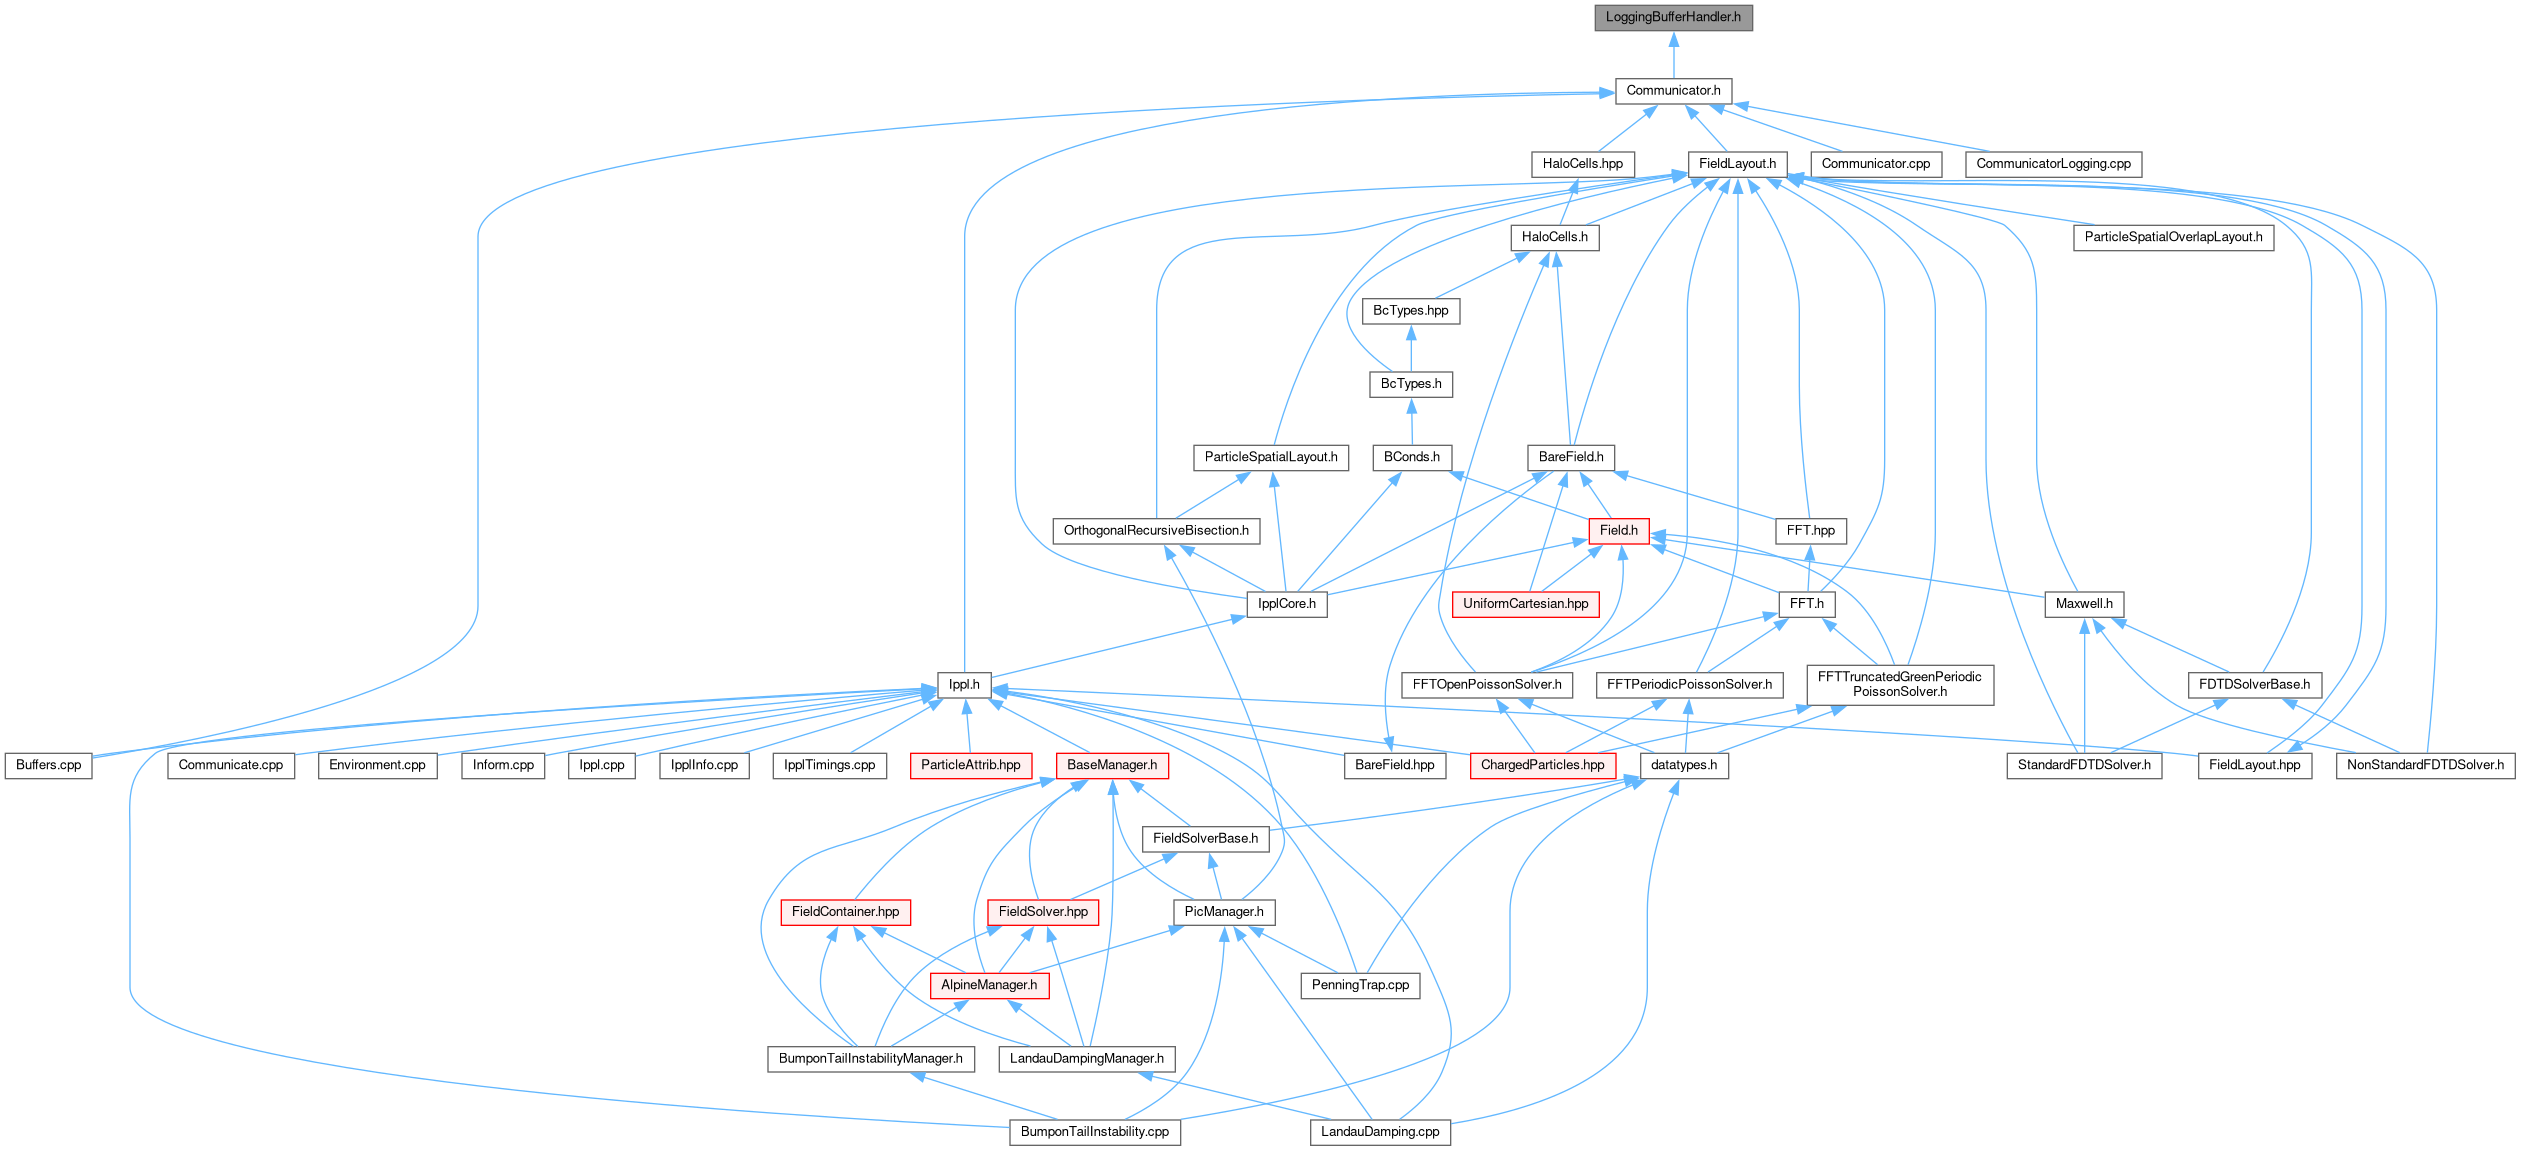 LoggingBufferHandler.h
Communicator.h
HaloCells.hpp
FieldLayout.h
Communicator.cpp
CommunicatorLogging.cpp
HaloCells.h
ParticleSpatialOverlapLayout.h
BcTypes.hpp
BcTypes.h
ParticleSpatialLayout.h
BConds.h
BareField.h
OrthogonalRecursiveBisection.h
Field.h
FFT.hpp
IpplCore.h
UniformCartesian.hpp
FFT.h
Maxwell.h
Ippl.h
FFTOpenPoissonSolver.h
FFTPeriodicPoissonSolver.h
FFTTruncatedGreenPeriodic
PoissonSolver.h
FDTDSolverBase.h
Buffers.cpp
Communicate.cpp
Environment.cpp
Inform.cpp
Ippl.cpp
IpplInfo.cpp
IpplTimings.cpp
ParticleAttrib.hpp
BaseManager.h
BareField.hpp
ChargedParticles.hpp
datatypes.h
StandardFDTDSolver.h
FieldLayout.hpp
NonStandardFDTDSolver.h
FieldSolverBase.h
FieldContainer.hpp
FieldSolver.hpp
PicManager.h
AlpineManager.h
PenningTrap.cpp
BumponTailInstabilityManager.h
LandauDampingManager.h
BumponTailInstability.cpp
LandauDamping.cpp